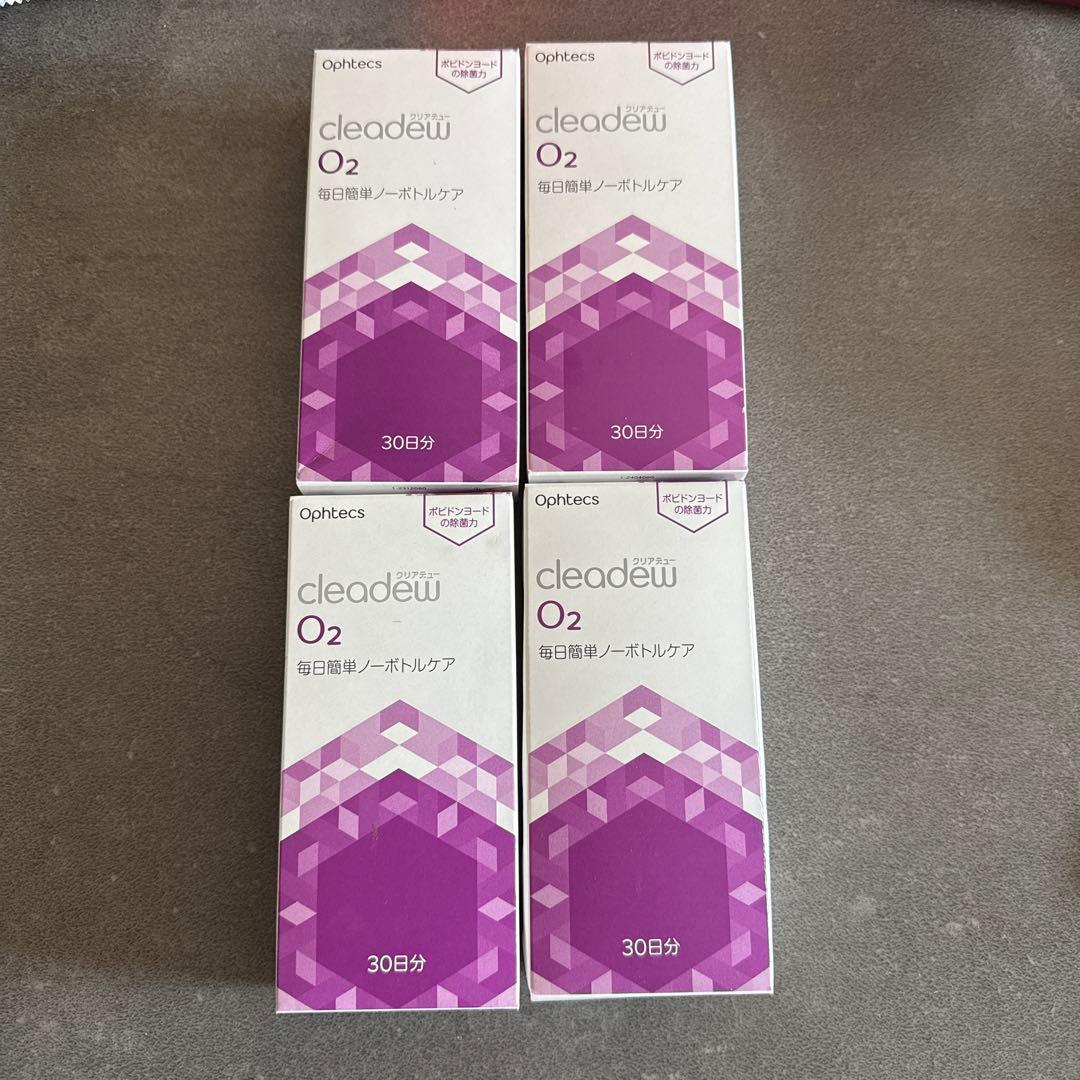 Ophtecs
ポビドンヨード
の除菌力
クリアデュー
cleadew
O2
毎日簡単ノーボトルケア
30日分
Ophtecs
ポビドンヨード
の除菌力
クリアデュー
cleadew
O2
毎日簡単ノーボトルケア
30日分
Ophtecs
ポビドンヨード
の除菌力
クリアデュー
cleadew
O2
毎日簡単ノーボトルケア
30日分
Ophtecs
ポビドンヨード
の除菌力
クリアデュー
cleadew
O2
毎日簡単ノーボトルケア
30日分